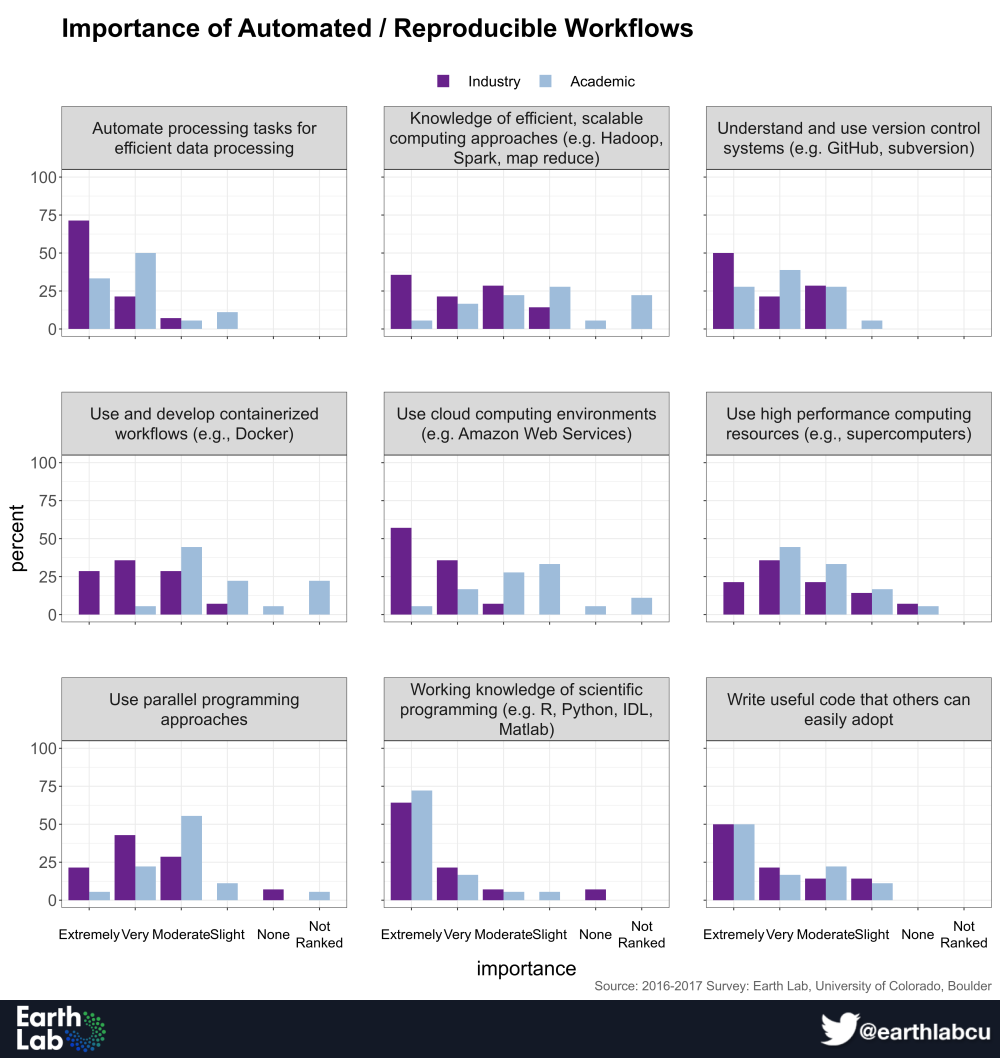 Importance of Automated / Reproducible Workflows
Industry Academic
Automate processing tasks for
efficient data processing
Knowledge of efficient, scalable
computing approaches (e.g. Hadoop,
Spark, map reduce)
Understand and use version control
systems (e.g. GitHub, subversion)
100
75
50
25
0
Use and develop containerized
workflows (e.g., Docker)
Use cloud computing environments
(e.g. Amazon Web Services)
Use high performance computing
resources (e.g., supercomputers)
100
75
50
25
0
percent
Use parallel programming
approaches
Working knowledge of scientific
programming (e.g. R, Python, IDL,
Matlab)
Write useful code that others can
easily adopt
100
75
50
25
0
Extremely Very Moderate Slight None Not
Ranked
Extremely Very Moderate Slight None Not
Ranked
Extremely Very Moderate Slight None Not
Ranked
importance
Source: 2016-2017 Survey: Earth Lab, University of Colorado, Boulder
Earth
Lab
@earthlabcu